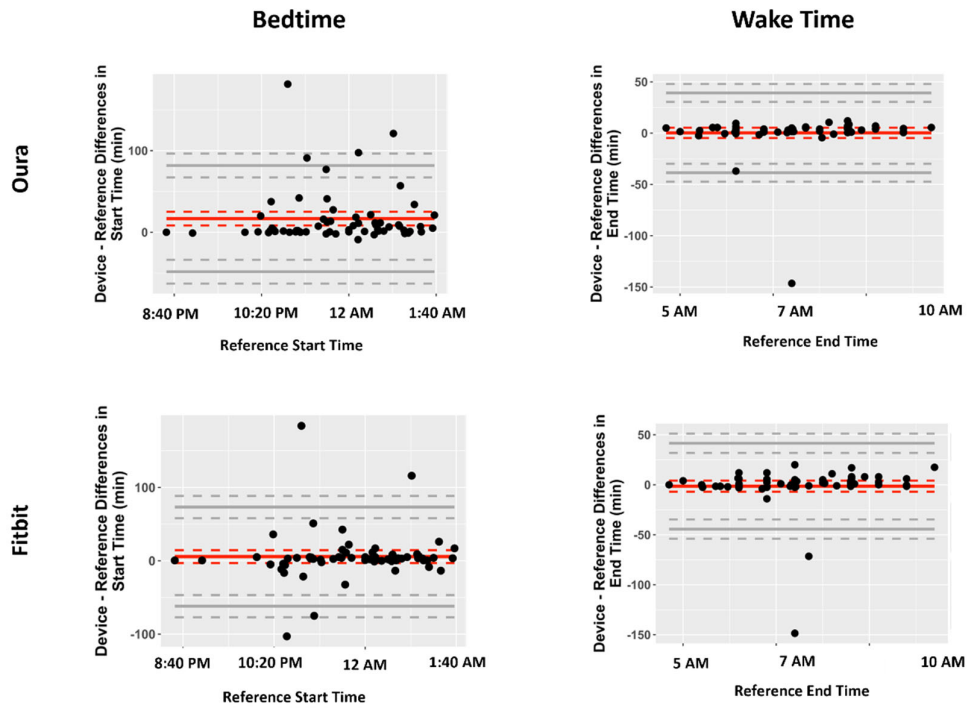 Bedtime
Wake Time
Oura
Device - Reference Differences in
Start Time (min)
100
0
8:40 PM
10:20 PM
12 AM
1:40 AM
Reference Start Time
Device - Reference Differences in
End Time (min)
50
0
-50
-100
-150
5 AM
7 AM
10 AM
Reference End Time
Fitbit
Device - Reference Differences in
Start Time (min)
100
0
-100
8:40 PM
10:20 PM
12 AM
1:40 AM
Reference Start Time
Device - Reference Differences in
End Time (min)
50
0
-50
-100
-150
5 AM
7 AM
10 AM
Reference End Time